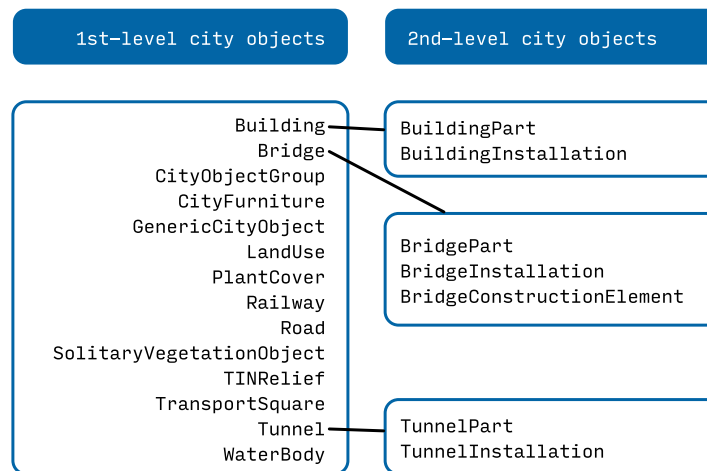 1st-level city objects
2nd-level city objects
Building
Bridge
CityObjectGroup
CityFurniture
GenericCityObject
LandUse
PlantCover
Railway
Road
SolitaryVegetationObject
TINRelief
TransportSquare
Tunnel
WaterBody
BuildingPart
BuildingInstallation
BridgePart
BridgeInstallation
BridgeConstructionElement
TunnelPart
TunnelInstallation